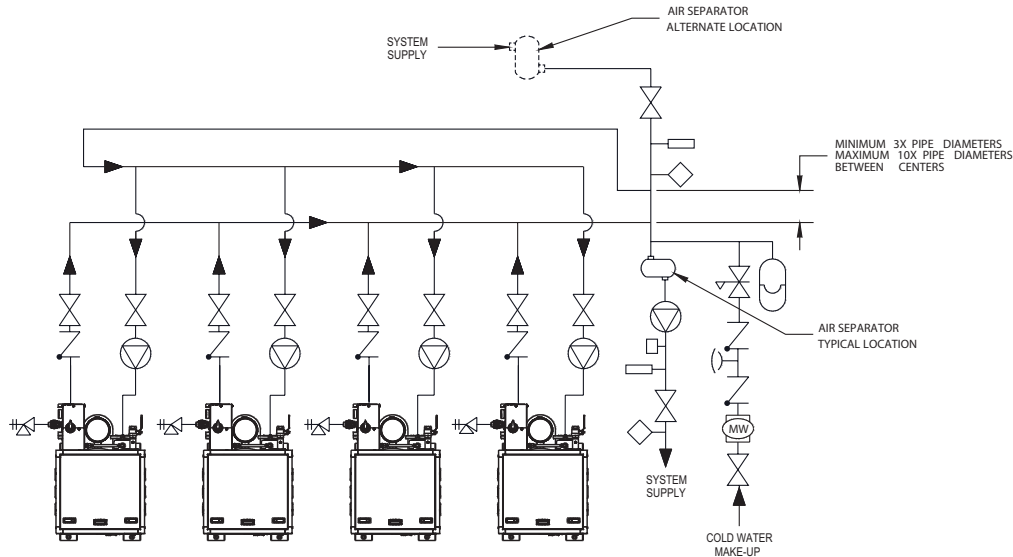 AIR SEPARATOR
ALTERNATE LOCATION
SYSTEM
SUPPLY
MINIMUM 3X PIPE DIAMETERS
MAXIMUM 10X PIPE DIAMETERS
BETWEEN CENTERS
AIR SEPARATOR
TYPICAL LOCATION
MW
SYSTEM
SUPPLY
COLD WATER
MAKE-UP